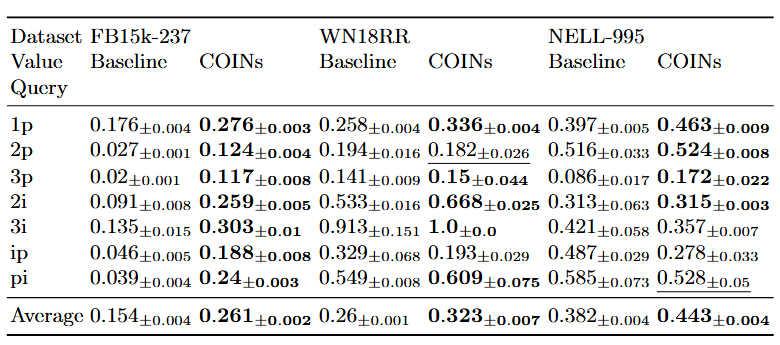 Dataset FB15k-237 WN18RR NELL-995
Value Baseline COINs Baseline COINs Baseline COINs
Query
1p 0.176±0.004 0.276±0.003 0.258±0.004 0.336±0.004 0.397±0.005 0.463±0.009
2p 0.027±0.001 0.124±0.004 0.194±0.016 0.182±0.026 0.516±0.033 0.524±0.008
3p 0.02±0.001 0.117±0.008 0.141±0.009 0.15±0.044 0.086±0.017 0.172±0.022
2i 0.091±0.008 0.259±0.005 0.533±0.016 0.668±0.025 0.313±0.063 0.315±0.003
3i 0.135±0.015 0.303±0.01 0.913±0.151 1.0±0.0 0.421±0.058 0.357±0.007
ip 0.046±0.005 0.188±0.008 0.329±0.068 0.193±0.029 0.487±0.029 0.278±0.033
pi 0.039±0.004 0.24±0.003 0.549±0.008 0.609±0.075 0.585±0.073 0.528±0.05
Average 0.154±0.004 0.261±0.002 0.26±0.001 0.323±0.007 0.382±0.004 0.443±0.004